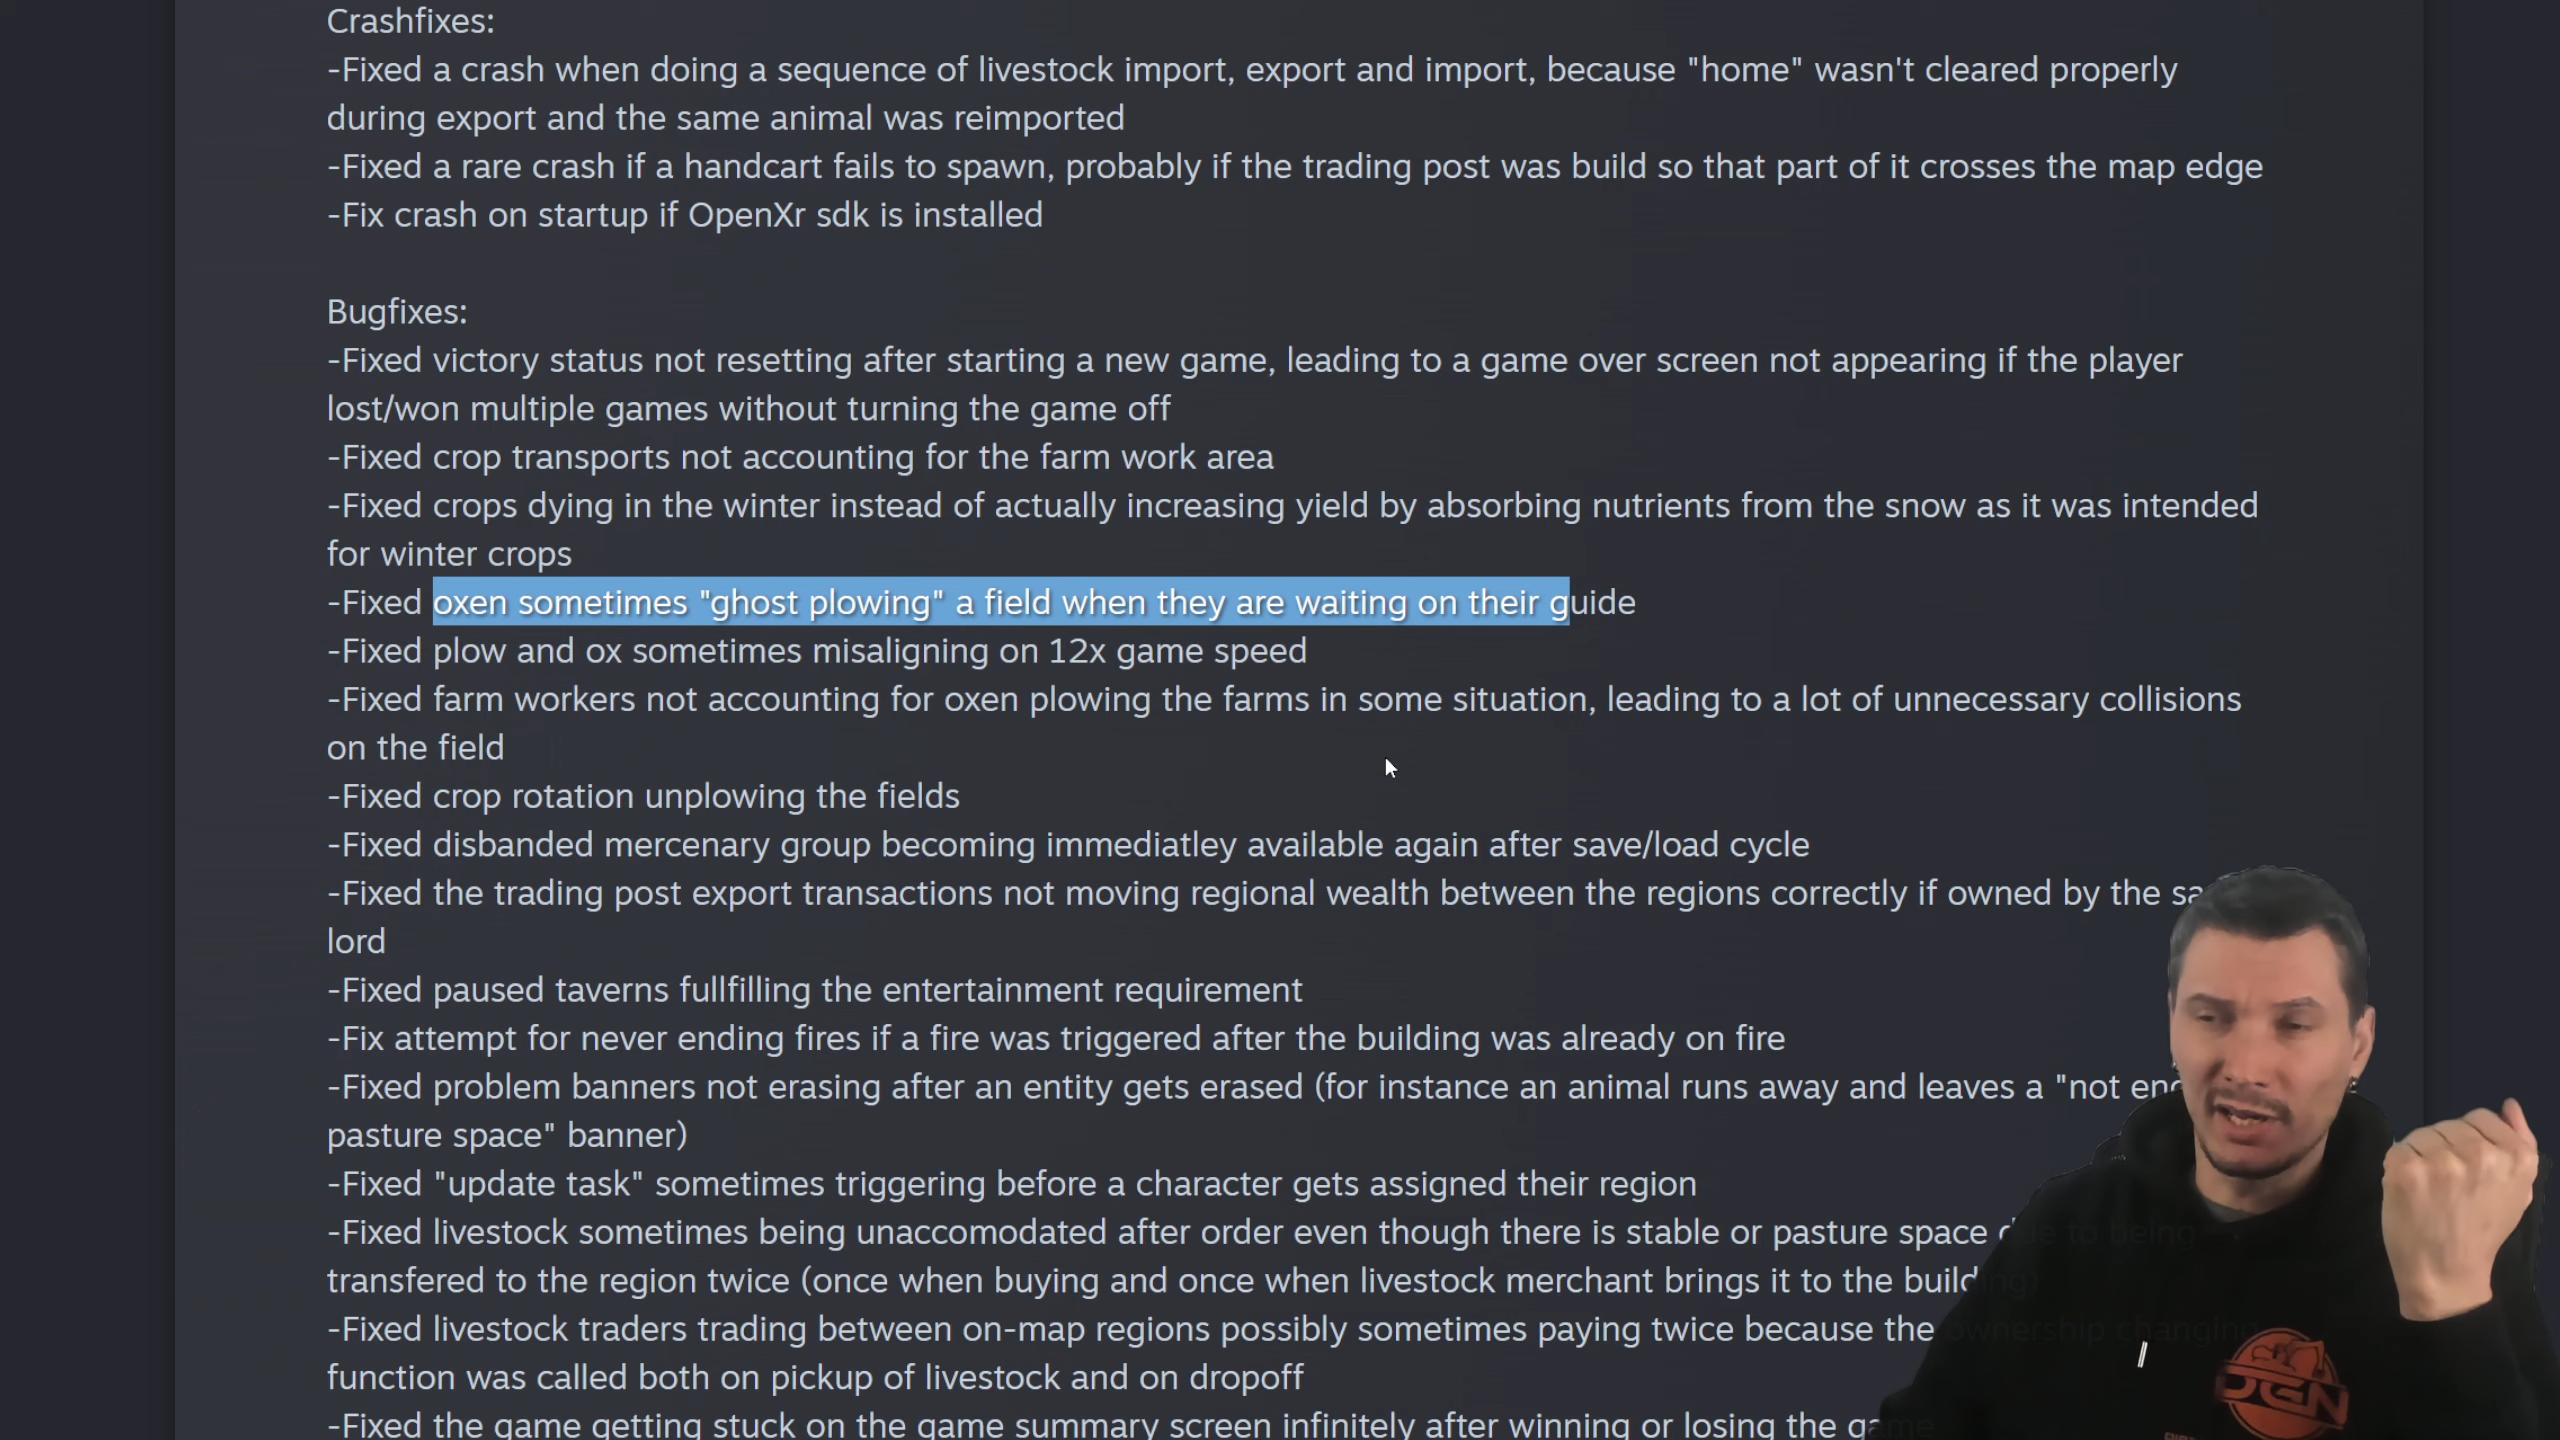 Crashfixes:
-Fixed a crash when doing a sequence of livestock import, export and import, because "home" wasn't cleared properly
during export and the same animal was reimported
-Fixed a rare crash if a handcart fails to spawn, probably if the trading post was build so that part of it crosses the map edge
-Fix crash on startup if OpenXr sdk is installed
Bugfixes:
-Fixed victory status not resetting after starting a new game, leading to a game over screen not appearing if the player
lost/won multiple games without turning the game off
-Fixed crop transports not accounting for the farm work area
-Fixed crops dying in the winter instead of actually increasing yield by absorbing nutrients from the snow as it was intended
for winter crops
-Fixed oxen sometimes "ghost plowing" a field when they are waiting on their guide
-Fixed plow and ox sometimes misaligning on 12x game speed
-Fixed farm workers not accounting for oxen plowing the farms in some situation, leading to a lot of unnecessary collisions
on the field
-Fixed crop rotation unplowing the fields
-Fixed disbanded mercenary group becoming immediatley available again after save/load cycle
-Fixed the trading post export transactions not moving regional wealth between the regions correctly if owned by the
lord
-Fixed paused taverns fullfilling the entertainment requirement
-Fix attempt for never ending fires if a fire was triggered after the building was already on fire
-Fixed problem banners not erasing after an entity gets erased (for instance an animal runs away and leaves a "not
pasture space" banner)
-Fixed "update task" sometimes triggering before a character gets assigned their region
-Fixed livestock sometimes being unaccomodated after order even though there is stable or pasture space due to being
transfered to the region twice (once when buying and once when livestock merchant brings it to the building)
-Fixed livestock traders trading between on-map regions possibly sometimes paying twice because the ownership changing
function was called both on pickup of livestock and on dropoff
-Fixed the game getting stuck on the game summary screen infinitely after winning or losing the game
DGN